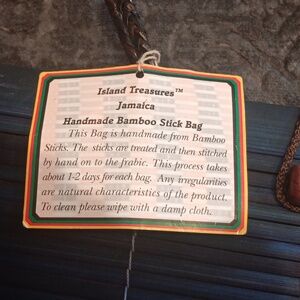 Island Treasures™
Jamaica
Handmade Bamboo Stick Bag
This Bag is handmade from Bamboo
Sticks. The sticks are treated and then stitched
by hand on to the frabic. This process takes
about 1-2 days for each bag. Any irregularities
are natural characteristics of the product.
To clean please wipe with a damp cloth.